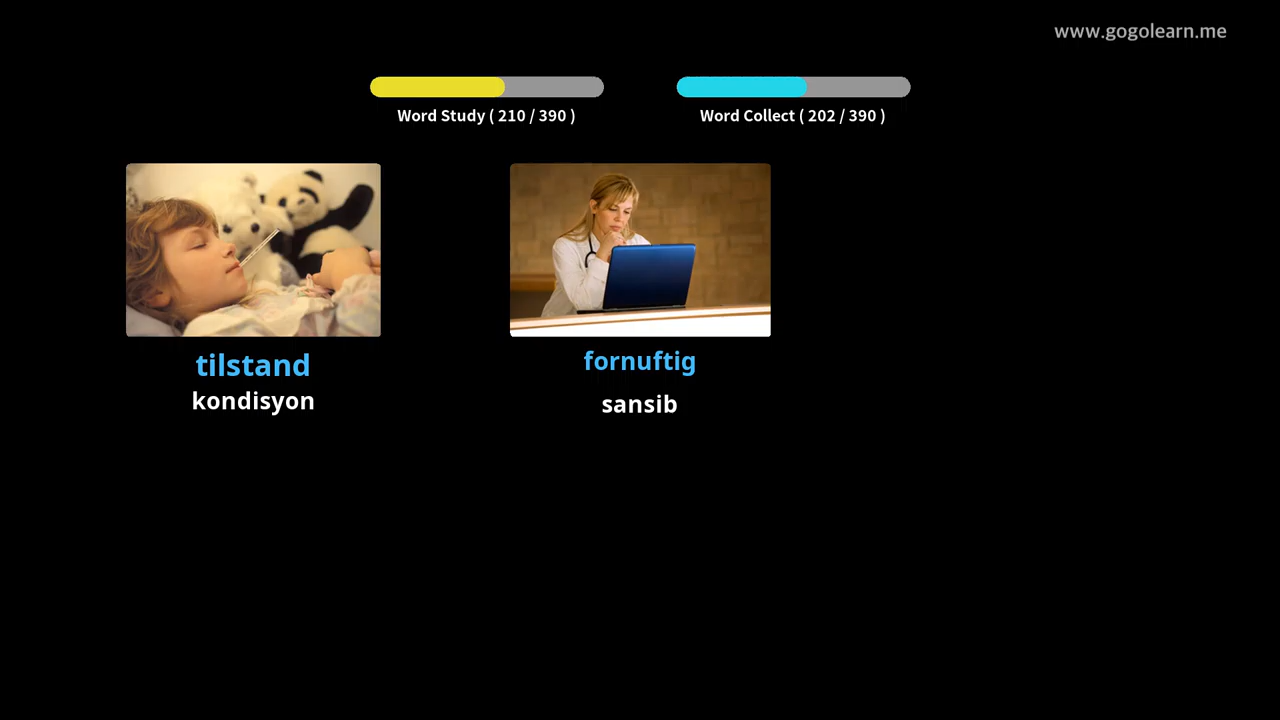 www.gogolearn.me
Word Study ( 210 / 390 )
Word Collect ( 202 / 390 )
tilstand
kondisyon
fornuftig
sansib